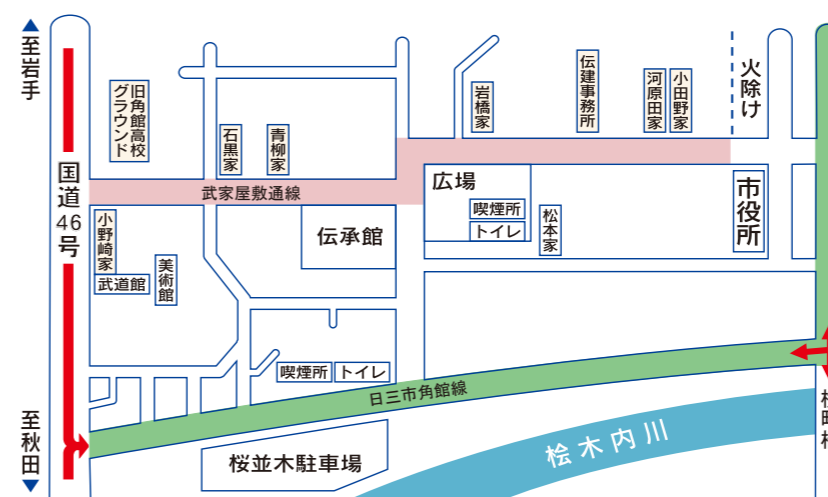 至岩手
国道46号
至秋田
旧角館高校
グラウンド
石黒家
青柳家
岩橋家
伝建事務所
河原田家
小田野家
火除け
武家屋敷通線
広場
喫煙所
トイレ
松本家
市役所
伝承館
小野崎家
武道館
美術館
喫煙所
トイレ
日三市角館線
桜並木駐車場
桧木内川